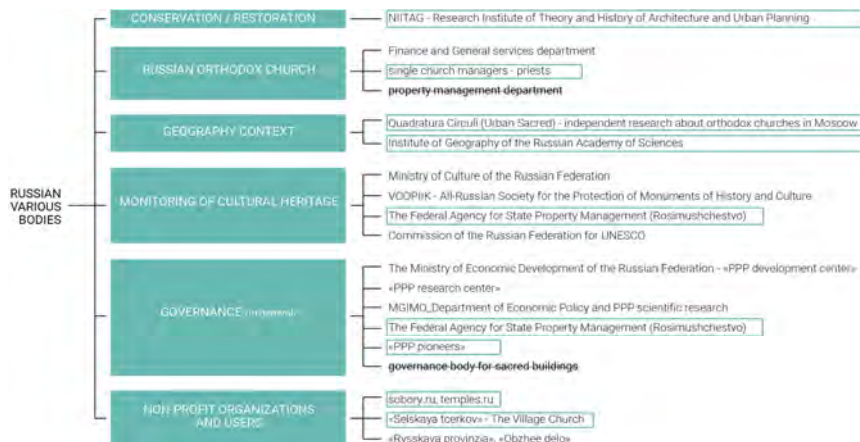 RUSSIAN
VARIOUS
BODIES
CONSERVATION / RESTORATION
NIITAG - Research Institute of Theory and History of Architecture and Urban Planning
RUSSIAN ORTHODOX CHURCH
Finance and General services department
single church managers - priests
property management department
GEOGRAPHY CONTEXT
Quadratura Circuli (Urban Sacred) - independent research about orthodox churches in Moscow
Institute of Geography of the Russian Academy of Sciences
MONITORING OF CULTURAL HERITAGE
Ministry of Culture of the Russian Federation
VOOPIIK - All-Russian Society for the Protection of Monuments of History and Culture
The Federal Agency for State Property Management (Rosimushchestvo)
Commission of the Russian Federation for UNESCO
GOVERNANCE
The Ministry of Economic Development of the Russian Federation - «PPP development center»
«PPP research center»
MGIMO_Department of Economic Policy and PPP scientific research
The Federal Agency for State Property Management (Rosimushchestvo)
«PPP pioneers»
governance body for sacred buildings
NON-PROFIT ORGANIZATIONS
AND USERS
sobory.ru, temples.ru
«Selskaya tcerkov» - The Village Church
«Rysskaya provinzia», «Obzhee delo»